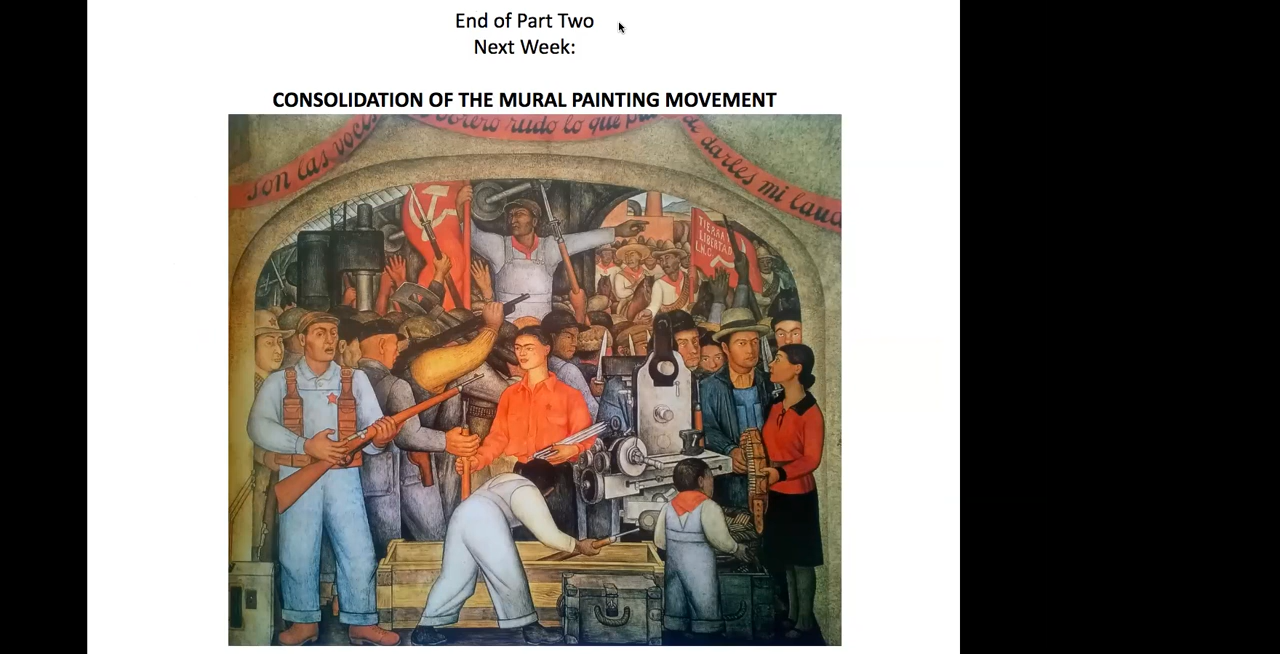 End of Part Two
Next Week:
CONSOLIDATION OF THE MURAL PAINTING MOVEMENT
son las voces
obrero rudo lo que
darles mi
TIERRA
LIBERTAD
L.N.C.